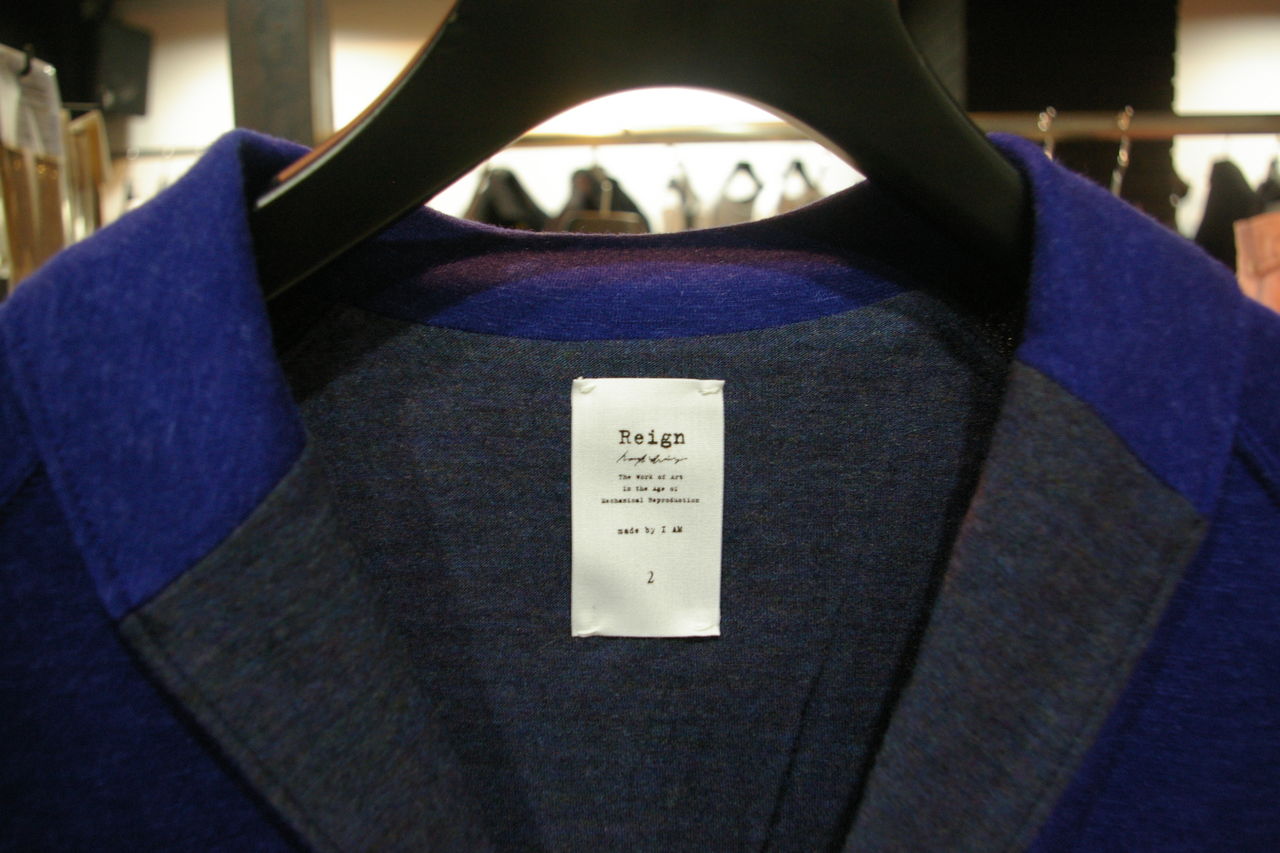 Reign
The Work of Art
in the Age of
Mechanical Reproduction
made by I AM
2